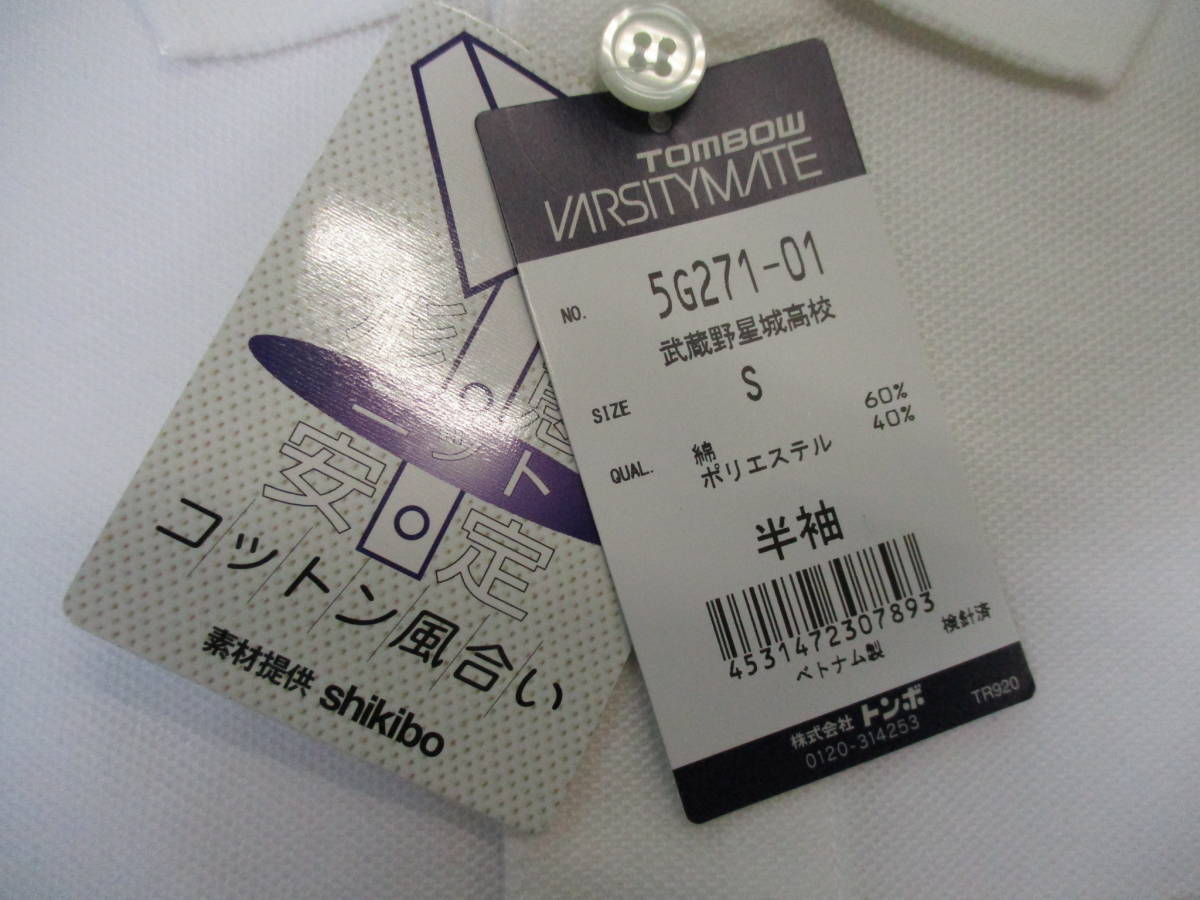 ニット
安定
コットン風合い
素材提供 shikibo
TOMBOW
VARSITYMATE
NO. 5G271-01
武蔵野星城高校
SIZE S
QUAL. 綿 60%
ポリエステル 40%
半袖
4531472307893
ベトナム製 検針済
株式会社 トンボ TR920
0120-314253